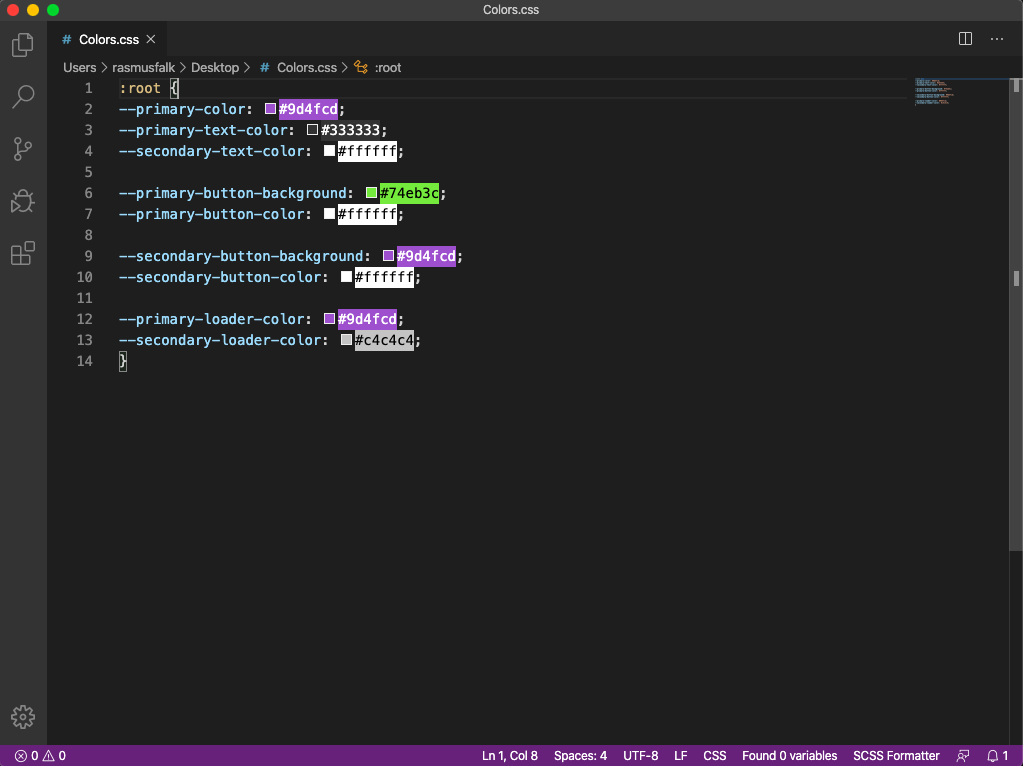 Colors.css
# Colors.css
Users > rasmusfalk > Desktop > # Colors.css > :root
1 :root {
2 --primary-color: #9d4fcd;
3 --primary-text-color: #333333;
4 --secondary-text-color: #ffffff;
5
6 --primary-button-background: #74eb3c;
7 --primary-button-color: #ffffff;
8
9 --secondary-button-background: #9d4fcd;
10 --secondary-button-color: #ffffff;
11
12 --primary-loader-color: #9d4fcd;
13 --secondary-loader-color: #c4c4c4;
14 }
0 0 Ln 1, Col 8 Spaces: 4 UTF-8 LF CSS Found 0 variables SCSS Formatter 1